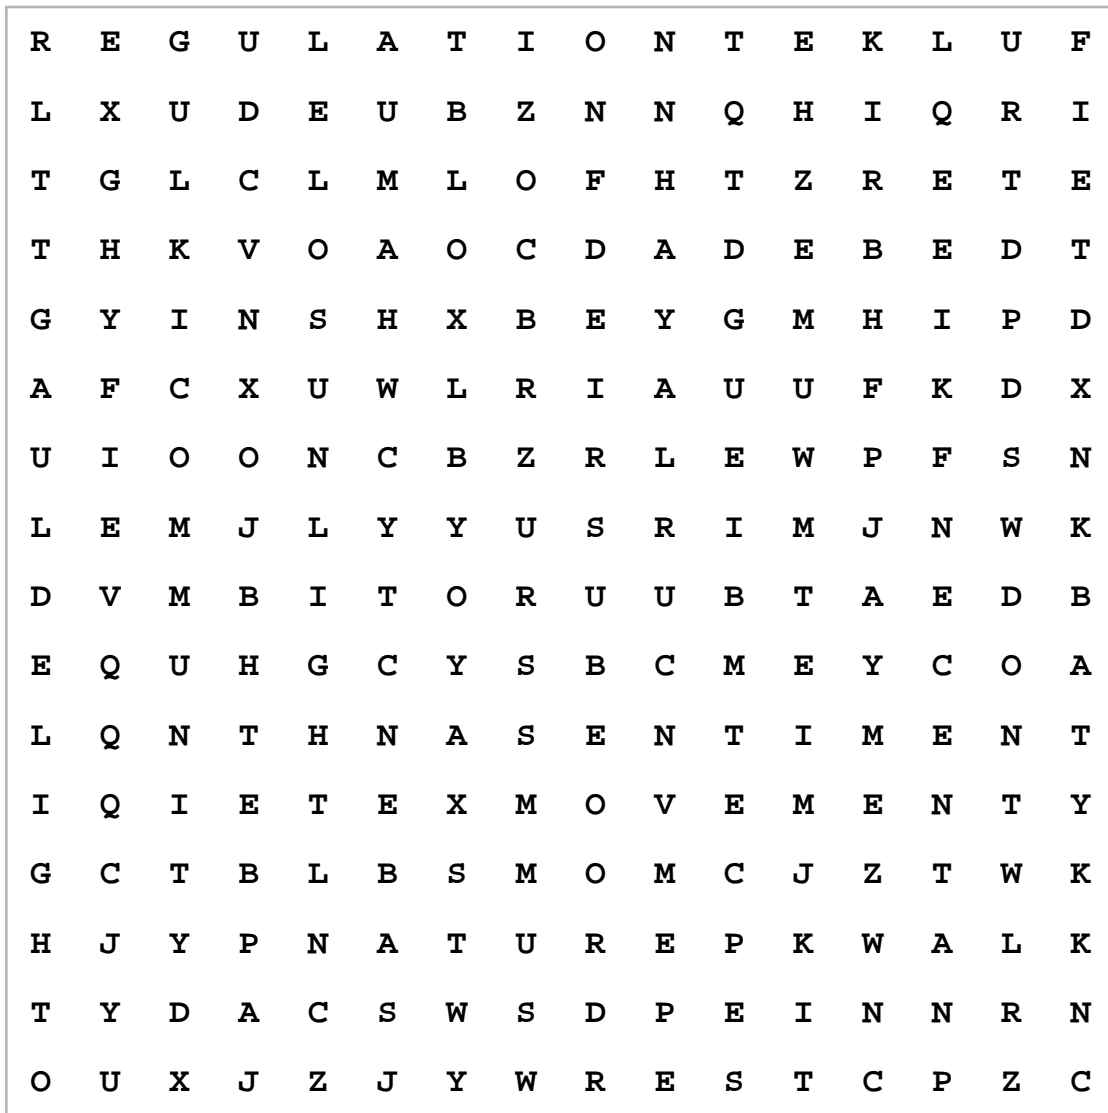 R E G U L A T I O N T E K L U F
L X U D E U B Z N N Q H I Q R I
T G L C L M L O F H T Z R E T E
T H K V O A O C D A D E B E D T
G Y I N S H X B E Y G M H I P D
A F C X U W L R I A U U F K D X
U I O O N C B Z R L E W P F S N
L E M J L Y Y U S R I M J N W K
D V M B I T O R U U B T A E D B
E Q U H G C Y S B C M E Y C O A
L Q N T H N A S E N T I M E N T
I Q I E T E X M O V E M E N T Y
G C T B L B S M O M C J Z T W K
H J Y P N A T U R E P K W A L K
T Y D A C S W S D P E I N N R N
O U X J Z J Y W R E S T C P Z C